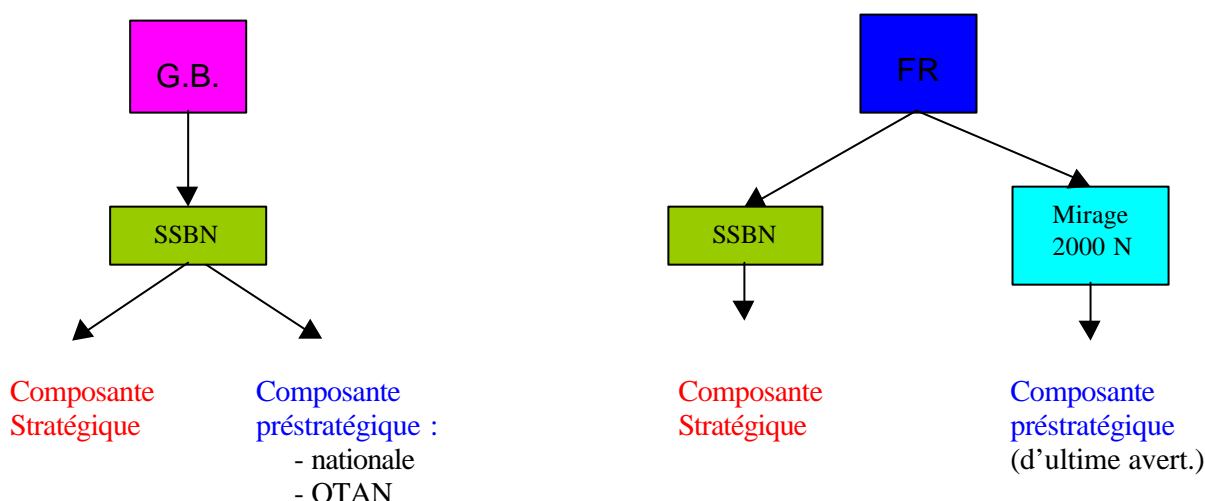 G.B.
FR
SSBN
SSBN
Mirage
2000 N
Composante
Stratégique
Composante
préstratégique :
- nationale
- OTAN
Composante
Stratégique
Composante
préstratégique
(d’ultime avert.)